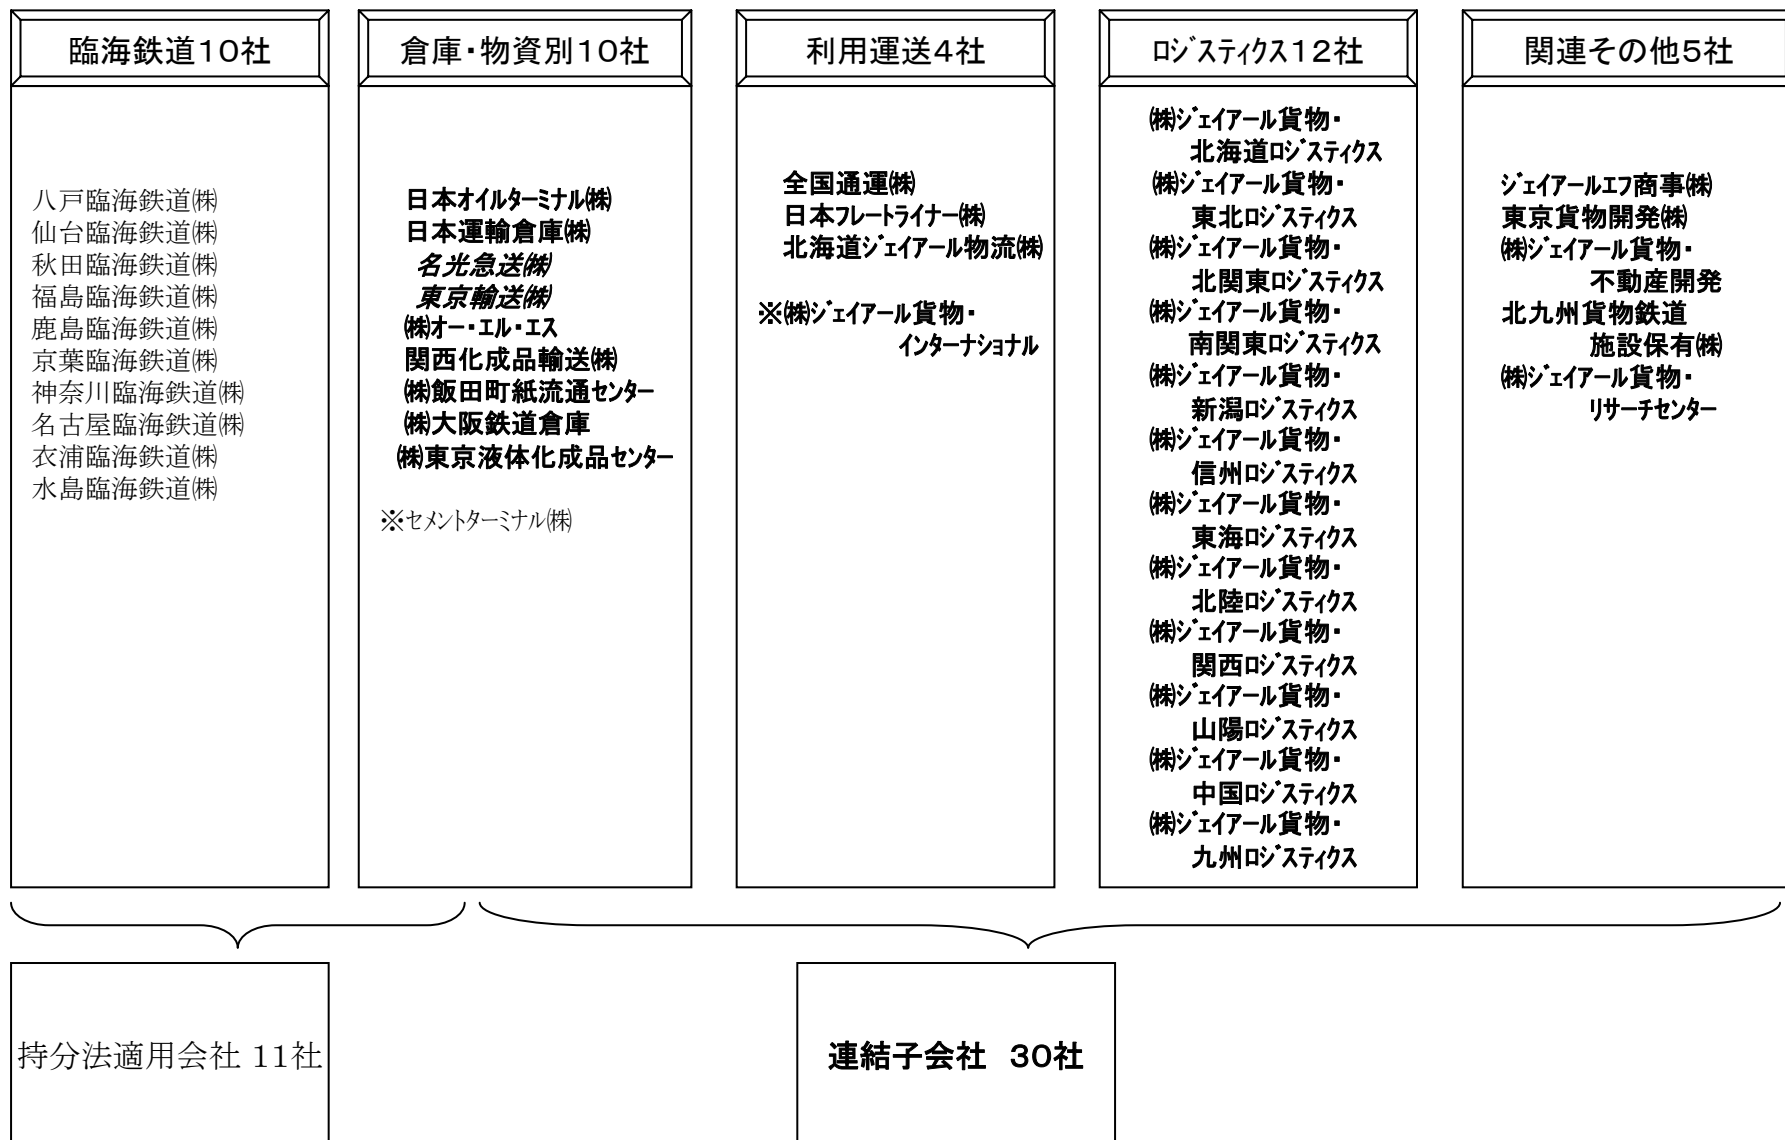 臨海鉄道10社
八戸臨海鉄道㈱
仙台臨海鉄道㈱
秋田臨海鉄道㈱
福島臨海鉄道㈱
鹿島臨海鉄道㈱
京葉臨海鉄道㈱
神奈川臨海鉄道㈱
名古屋臨海鉄道㈱
衣浦臨海鉄道㈱
水島臨海鉄道㈱
倉庫・物資別10社
日本オイルターミナル㈱
日本運輸倉庫㈱
名光急送㈱
東京輸送㈱
㈱オー・エル・エス
関西化成品輸送㈱
㈱飯田町紙流通センター
㈱大阪鉄道倉庫
㈱東京液体化成品センター
※セメントターミナル㈱
利用運送4社
全国通運㈱
日本フレートライナー㈱
北海道ジェイアール物流㈱
※㈱ジェイアール貨物・
インターナショナル
ロジスティクス12社
㈱ジェイアール貨物・
北海道ロジスティクス
㈱ジェイアール貨物・
東北ロジスティクス
㈱ジェイアール貨物・
北関東ロジスティクス
㈱ジェイアール貨物・
南関東ロジスティクス
㈱ジェイアール貨物・
新潟ロジスティクス
㈱ジェイアール貨物・
信州ロジスティクス
㈱ジェイアール貨物・
東海ロジスティクス
㈱ジェイアール貨物・
北陸ロジスティクス
㈱ジェイアール貨物・
関西ロジスティクス
㈱ジェイアール貨物・
山陽ロジスティクス
㈱ジェイアール貨物・
中国ロジスティクス
㈱ジェイアール貨物・
九州ロジスティクス
関連その他5社
ジェイアールエフ商事㈱
東京貨物開発㈱
㈱ジェイアール貨物・
不動産開発
北九州貨物鉄道
施設保有㈱
㈱ジェイアール貨物・
リサーチセンター
持分法適用会社 11社
連結子会社 30社